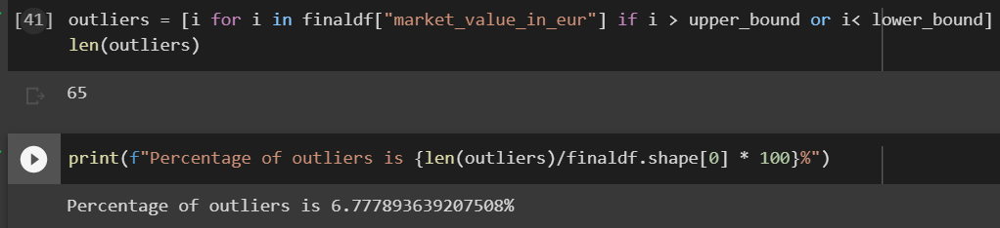 [41] outliers = [i for i in finaldf["market_value_in_eur"] if i > upper_bound or i< lower_bound]
len(outliers)
65
print(f"Percentage of outliers is {len(outliers)/finaldf.shape[0] * 100}%")
Percentage of outliers is 6.777893639207508%